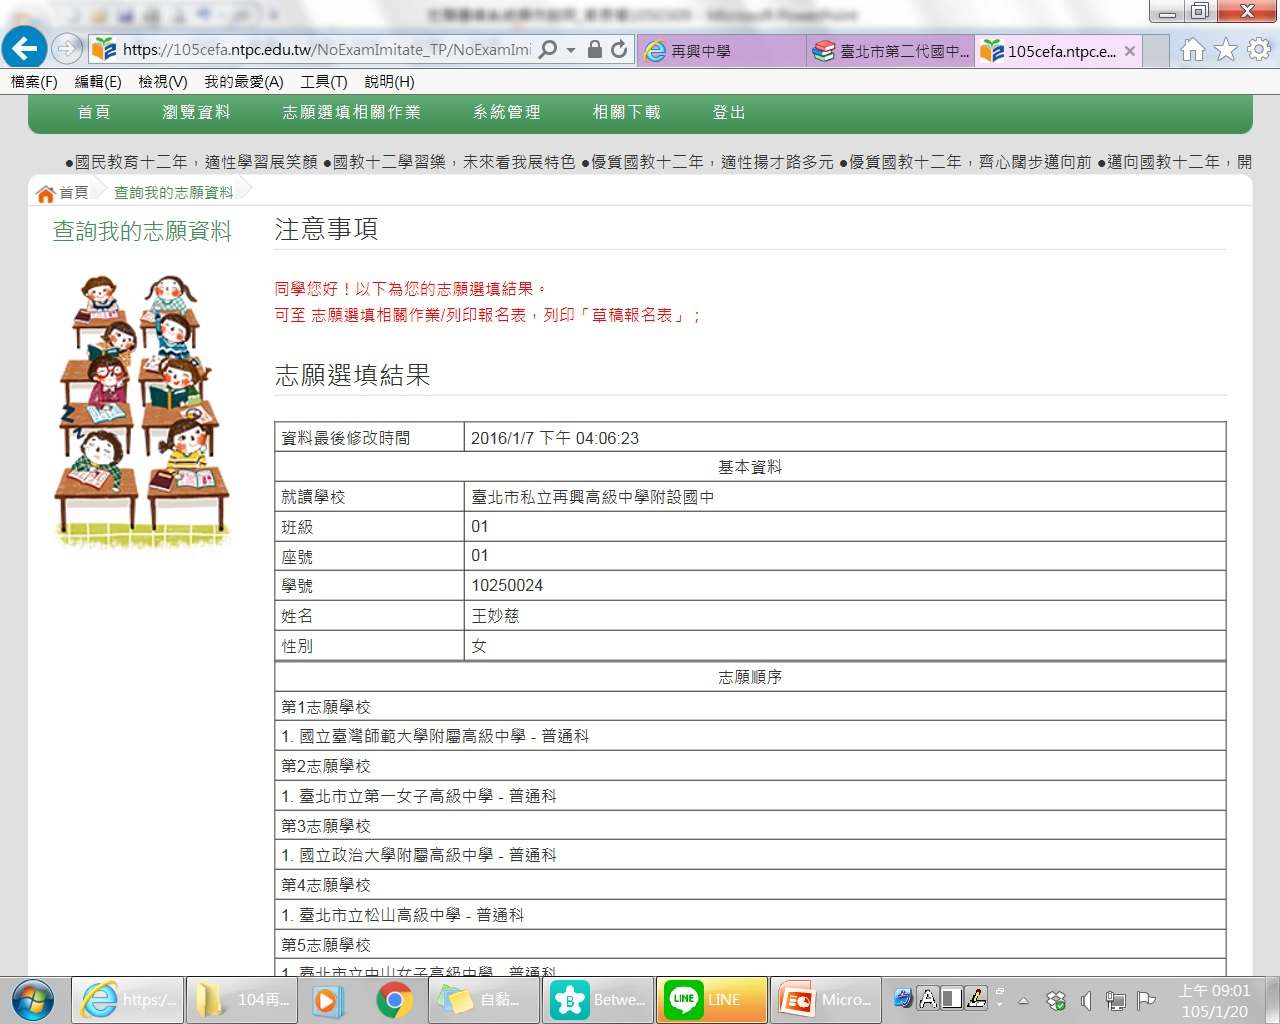 https://105cefa.ntpc.edu.tw/NoExamImitate_TP/NoExamImi
再興中學
臺北市第二代國中...
105cefa.ntpc.e...
檔案(F) 編輯(E) 檢視(V) 我的最愛(A) 工具(T) 說明(H)
首頁 瀏覽資料 志願選填相關作業 系統管理 相關下載 登出
●國民教育十二年，適性學習展笑顏 ●國教十二學習樂，未來看我展特色 ●優質國教十二年，適性揚才路多元 ●優質國教十二年，齊心闊步邁向前 ●邁向國教十二年，開
首頁 查詢我的志願資料
查詢我的志願資料
注意事項
同學您好！以下為您的志願選填結果。
可至 志願選填相關作業/列印報名表，列印「草稿報名表」；
志願選填結果
資料最後修改時間 2016/1/7 下午 04:06:23
基本資料
就讀學校 臺北市私立再興高級中學附設國中
班級 01
座號 01
學號 10250024
姓名 王妙慈
性別 女
志願順序
第1志願學校
1. 國立臺灣師範大學附屬高級中學 - 普通科
第2志願學校
1. 臺北市立第一女子高級中學 - 普通科
第3志願學校
1. 國立政治大學附屬高級中學 - 普通科
第4志願學校
1. 臺北市立松山高級中學 - 普通科
第5志願學校
1. 臺北市立中山女子高級中學 - 普通科
https:/...
104再...
自黏...
Betwe...
LINE
LINE
Micro...
上午 09:01
105/1/20